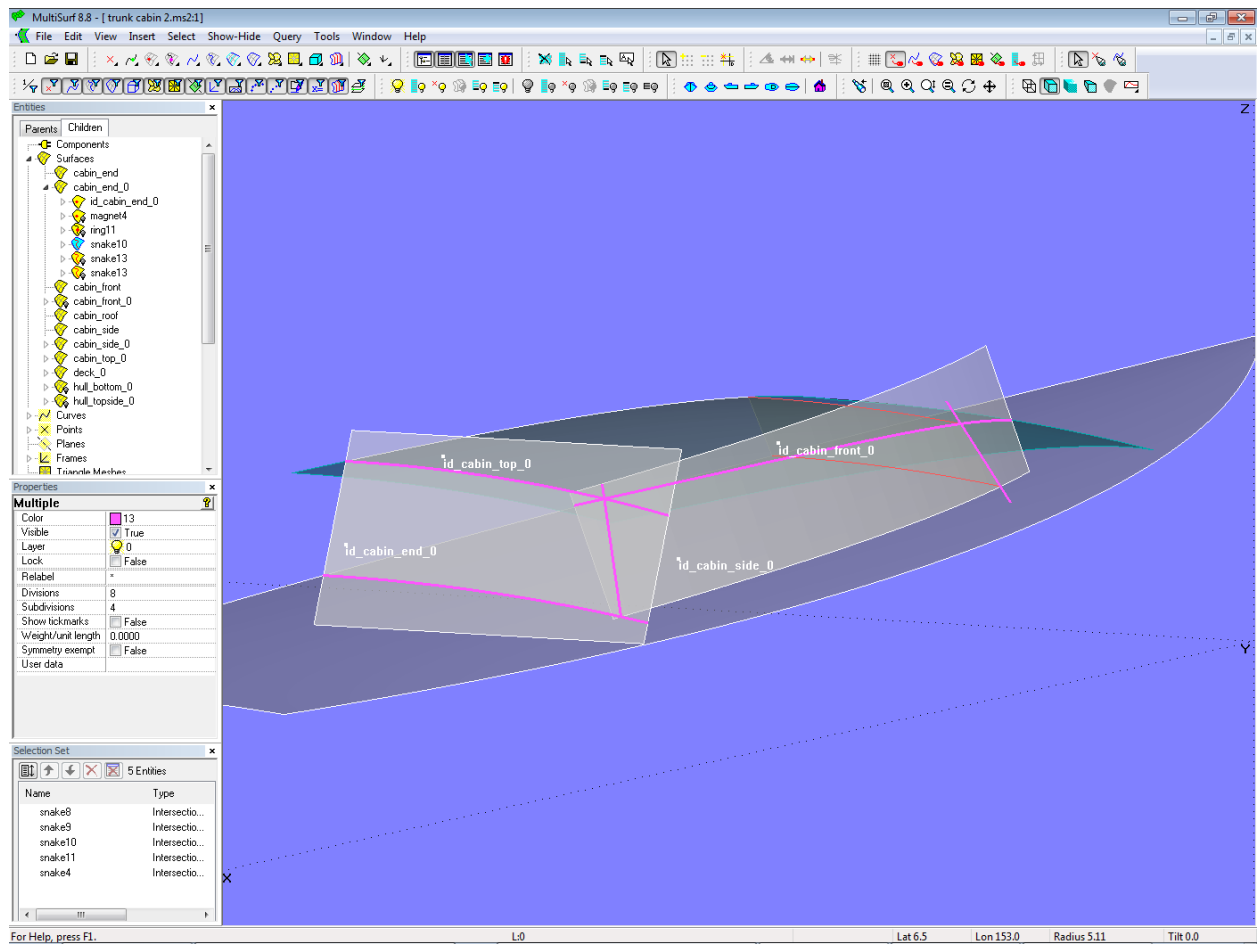 MultiSurf 8.8 - [ trunk cabin 2.ms2:1]
File Edit View Insert Select Show-Hide Query Tools Window Help
Entities
Parents Children
Components
Surfaces
cabin_end
cabin_end_0
id_cabin_end_0
magnet4
ring11
snake10
snake13
snake13
cabin_front
cabin_front_0
cabin_roof
cabin_side
cabin_side_0
cabin_top_0
deck_0
hull_bottom_0
hull_topside_0
Curves
Points
Planes
Frames
Triangle Meshes
Properties
Multiple
Color 13
Visible True
Layer 0
Lock False
Relabel *
Divisions 8
Subdivisions 4
Show tickmarks False
Weight/unit length 0.0000
Symmetry exempt False
User data
Selection Set
5 Entities
Name Type
snake8 Intersectio...
snake9 Intersectio...
snake10 Intersectio...
snake11 Intersectio...
snake4 Intersectio...
Z
id_cabin_top_0
id_cabin_front_0
id_cabin_end_0
id_cabin_side_0
Y
X
For Help, press F1. L:0 Lat 6.5 Lon 153.0 Radius 5.11 Tilt 0.0